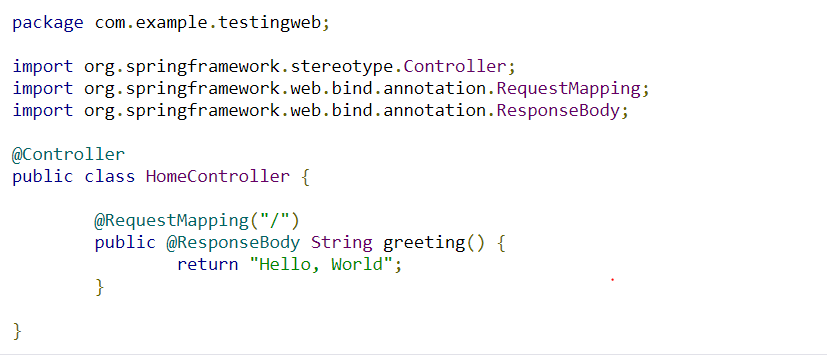 package com.example.testingweb;
import org.springframework.stereotype.Controller;
import org.springframework.web.bind.annotation.RequestMapping;
import org.springframework.web.bind.annotation.ResponseBody;
@Controller
public class HomeController {
@RequestMapping("/")
public @ResponseBody String greeting() {
return "Hello, World";
}
}